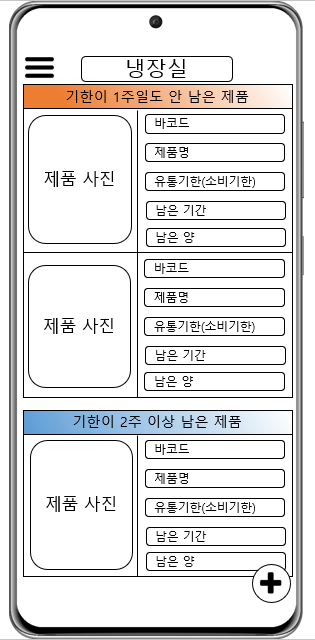 냉장실
기한이 1주일도 안 남은 제품
제품 사진
바코드
제품명
유통기한(소비기한)
남은 기간
남은 양
제품 사진
바코드
제품명
유통기한(소비기한)
남은 기간
남은 양
기한이 2주 이상 남은 제품
제품 사진
바코드
제품명
유통기한(소비기한)
남은 기간
남은 양